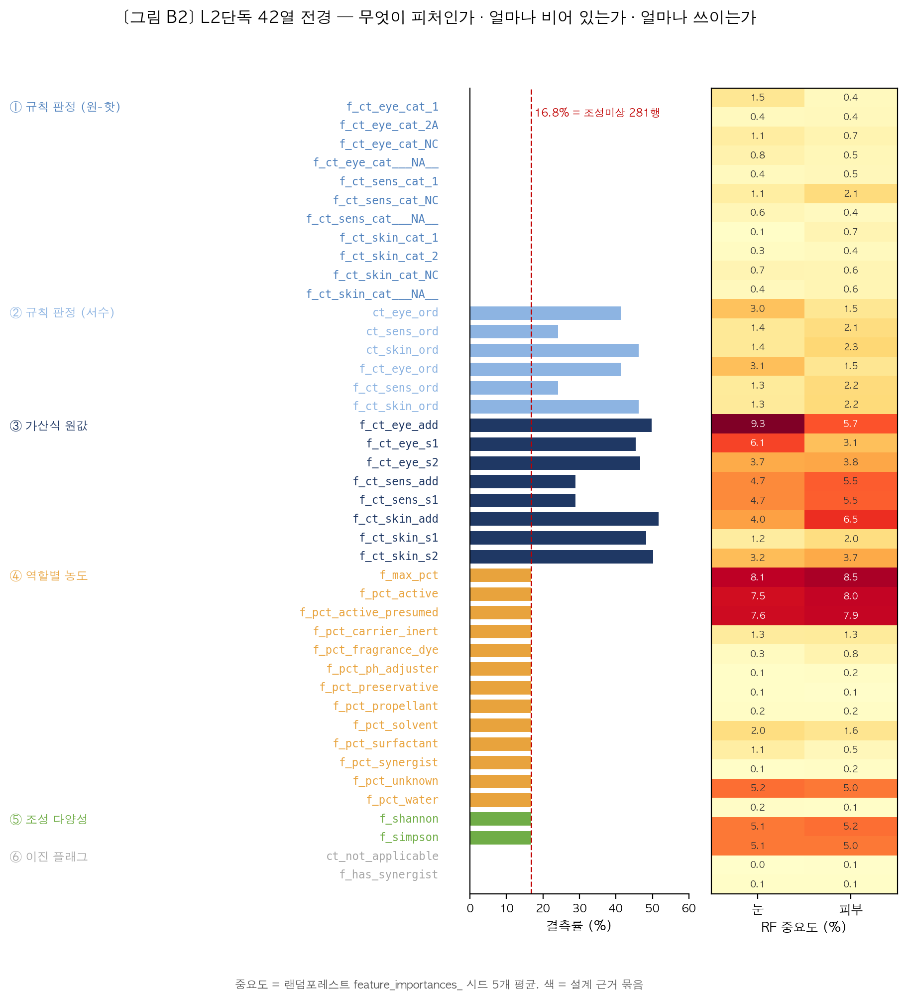 〔그림 B2〕 L2단독 42열 전경 — 무엇이 피처인가 · 얼마나 비어 있는가 · 얼마나 쓰이는가
① 규칙 판정 (원-핫)
f_ct_eye_cat_1
16.8% = 조성미상 281행
1.5 0.4
f_ct_eye_cat_2A
0.4 0.4
f_ct_eye_cat_NC
1.1 0.7
f_ct_eye_cat___NA__
0.8 0.5
f_ct_sens_cat_1
0.4 0.5
f_ct_sens_cat_NC
1.1 2.1
f_ct_sens_cat___NA__
0.6 0.4
f_ct_skin_cat_1
0.1 0.7
f_ct_skin_cat_2
0.3 0.4
f_ct_skin_cat_NC
0.7 0.6
f_ct_skin_cat___NA__
0.4 0.6
② 규칙 판정 (서수)
ct_eye_ord
3.0 1.5
ct_sens_ord
1.4 2.1
ct_skin_ord
1.4 2.3
f_ct_eye_ord
3.1 1.5
f_ct_sens_ord
1.3 2.2
f_ct_skin_ord
1.3 2.2
③ 가산식 원값
f_ct_eye_add
9.3 5.7
f_ct_eye_s1
6.1 3.1
f_ct_eye_s2
3.7 3.8
f_ct_sens_add
4.7 5.5
f_ct_sens_s1
4.7 5.5
f_ct_skin_add
4.0 6.5
f_ct_skin_s1
1.2 2.0
f_ct_skin_s2
3.2 3.7
④ 역할별 농도
f_max_pct
8.1 8.5
f_pct_active
7.5 8.0
f_pct_active_presumed
7.6 7.9
f_pct_carrier_inert
1.3 1.3
f_pct_fragrance_dye
0.3 0.8
f_pct_ph_adjuster
0.1 0.2
f_pct_preservative
0.1 0.1
f_pct_propellant
0.2 0.2
f_pct_solvent
2.0 1.6
f_pct_surfactant
1.1 0.5
f_pct_synergist
0.1 0.2
f_pct_unknown
5.2 5.0
f_pct_water
0.2 0.1
⑤ 조성 다양성
f_shannon
5.1 5.2
f_simpson
5.1 5.0
⑥ 이진 플래그
ct_not_applicable
0.0 0.1
f_has_synergist
0.1 0.1
0 10 20 30 40 50 60
눈 피부
결측률 (%)
RF 중요도 (%)
중요도 = 랜덤포레스트 feature_importances_ 시드 5개 평균. 색 = 설계 근거 묶음